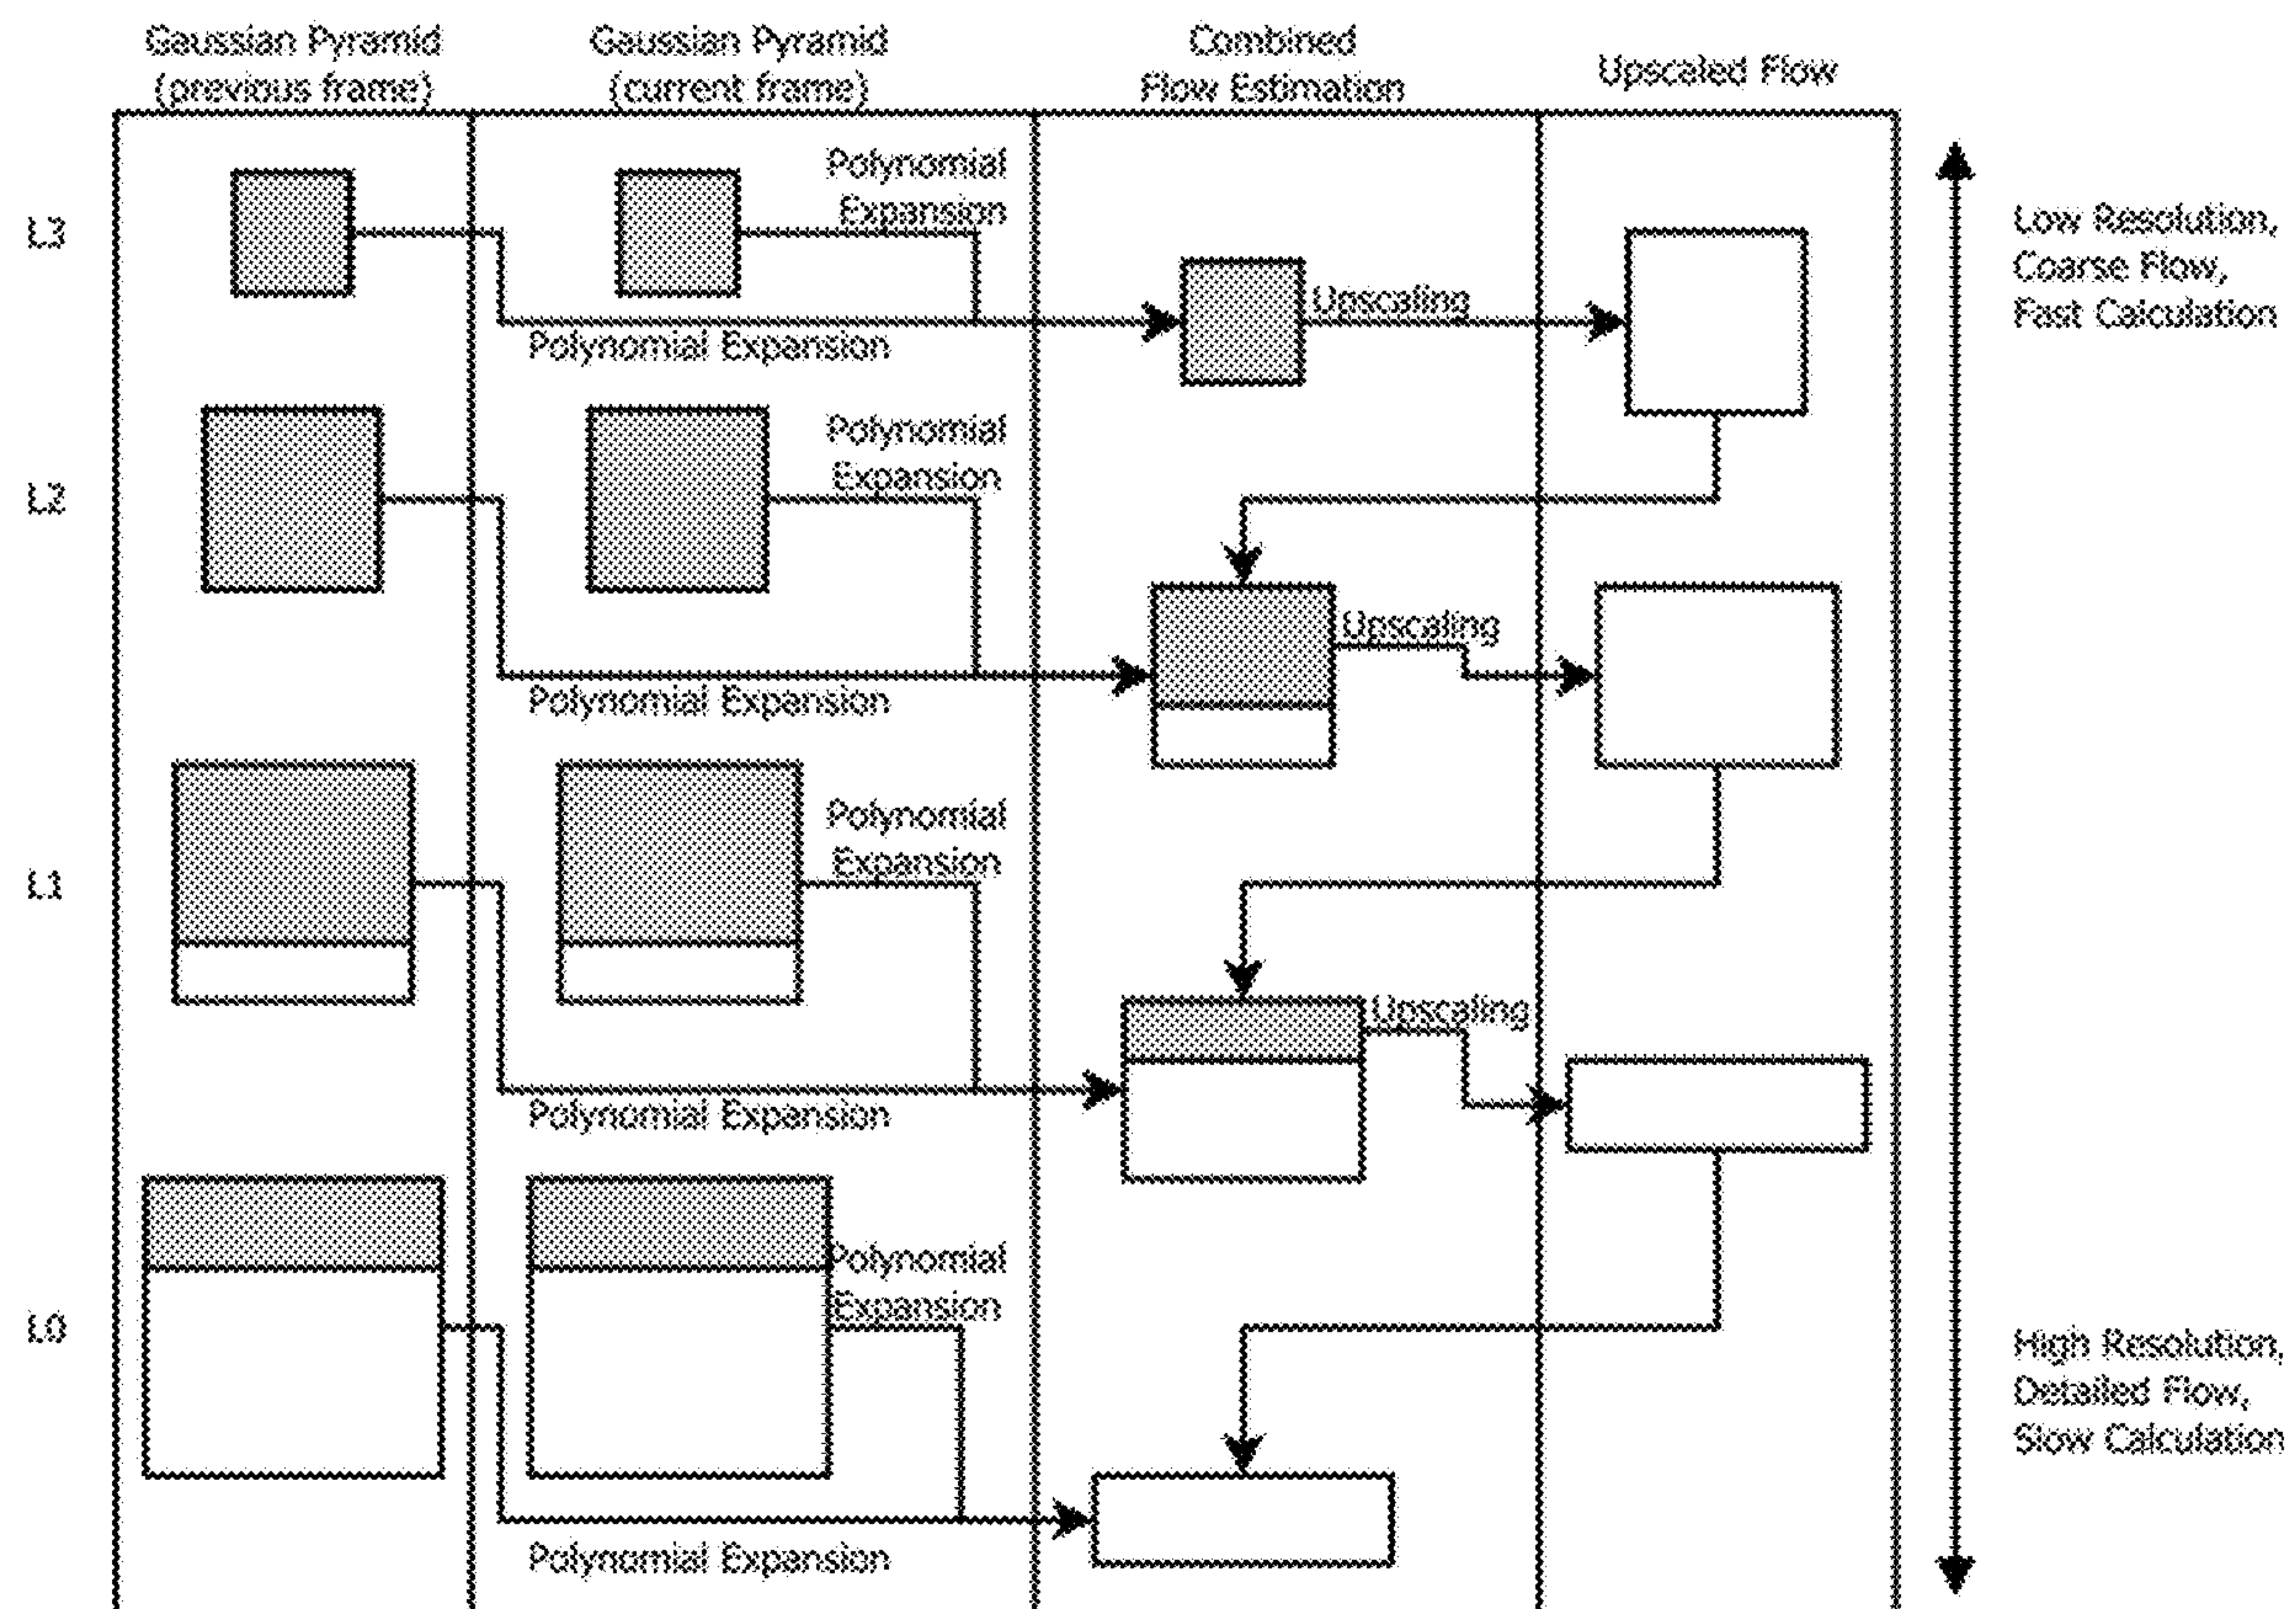 Gaussian Pyramid
(previous frame)
Gaussian Pyramid
(current frame)
Combined
Flow Estimation
Upscaled Flow
L3
Polynomial
Expansion
Polynomial Expansion
Upscaling
Low Resolution,
Coarse Flow,
Fast Calculation
L2
Polynomial
Expansion
Polynomial Expansion
Upscaling
L1
Polynomial
Expansion
Polynomial Expansion
Upscaling
L0
Polynomial
Expansion
Polynomial Expansion
High Resolution,
Detailed Flow,
Slow Calculation